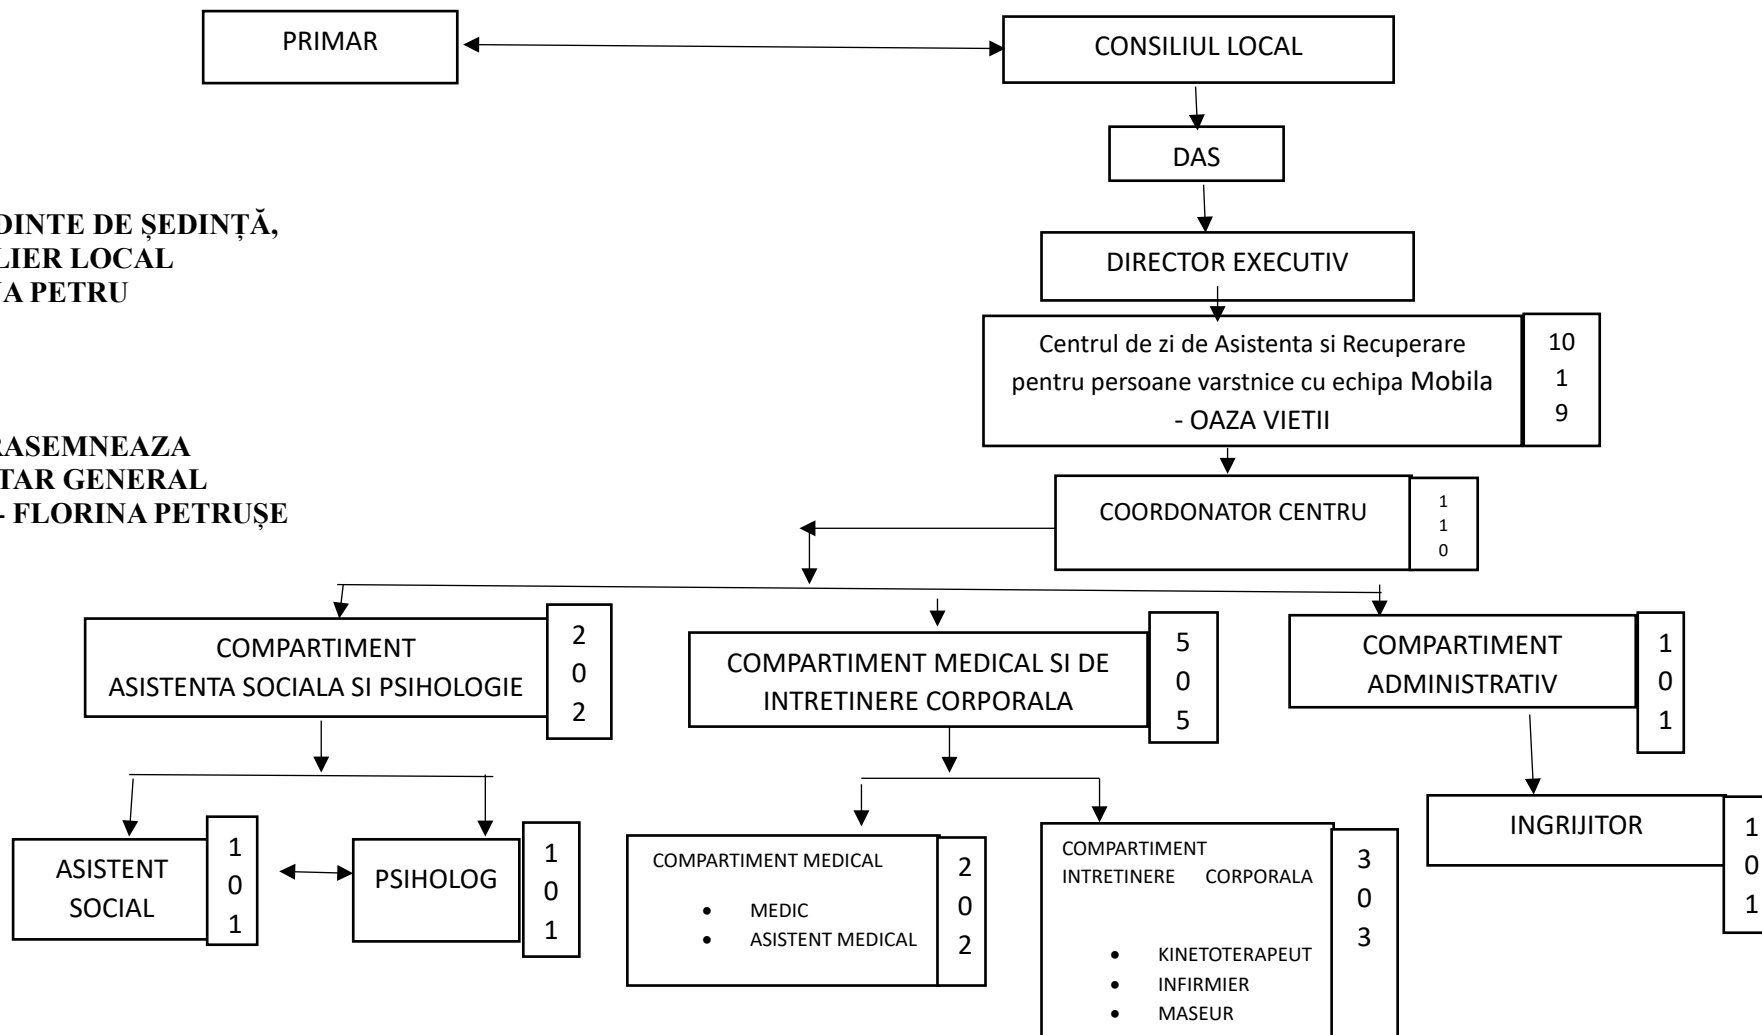 PRIMAR
CONSILIUL LOCAL
DAS
DINTE DE ȘEDINȚĂ,
LIER LOCAL
PETRU
DIRECTOR EXECUTIV
Centrul de zi de Asistenta si Recuperare
pentru persoane varstnice cu echipa Mobila
- OAZA VIETII
10
1
9
RASEMNEAZA
TAR GENERAL
- FLORINA PETRUȘE
COORDONATOR CENTRU
1
1
0
COMPARTIMENT
ASISTENTA SOCIALA SI PSIHOLOGIE
2
0
2
COMPARTIMENT MEDICAL SI DE
INTRETINERE CORPORALA
5
0
5
COMPARTIMENT
ADMINISTRATIV
1
0
1
ASISTENT
SOCIAL
1
0
1
PSIHOLOG
1
0
1
COMPARTIMENT MEDICAL
• MEDIC
• ASISTENT MEDICAL
2
0
2
COMPARTIMENT
INTRETINERE CORPORALA
• KINETOTERAPEUT
• INFIRMIER
• MASEUR
3
0
3
INGRIJITOR
1
0
1